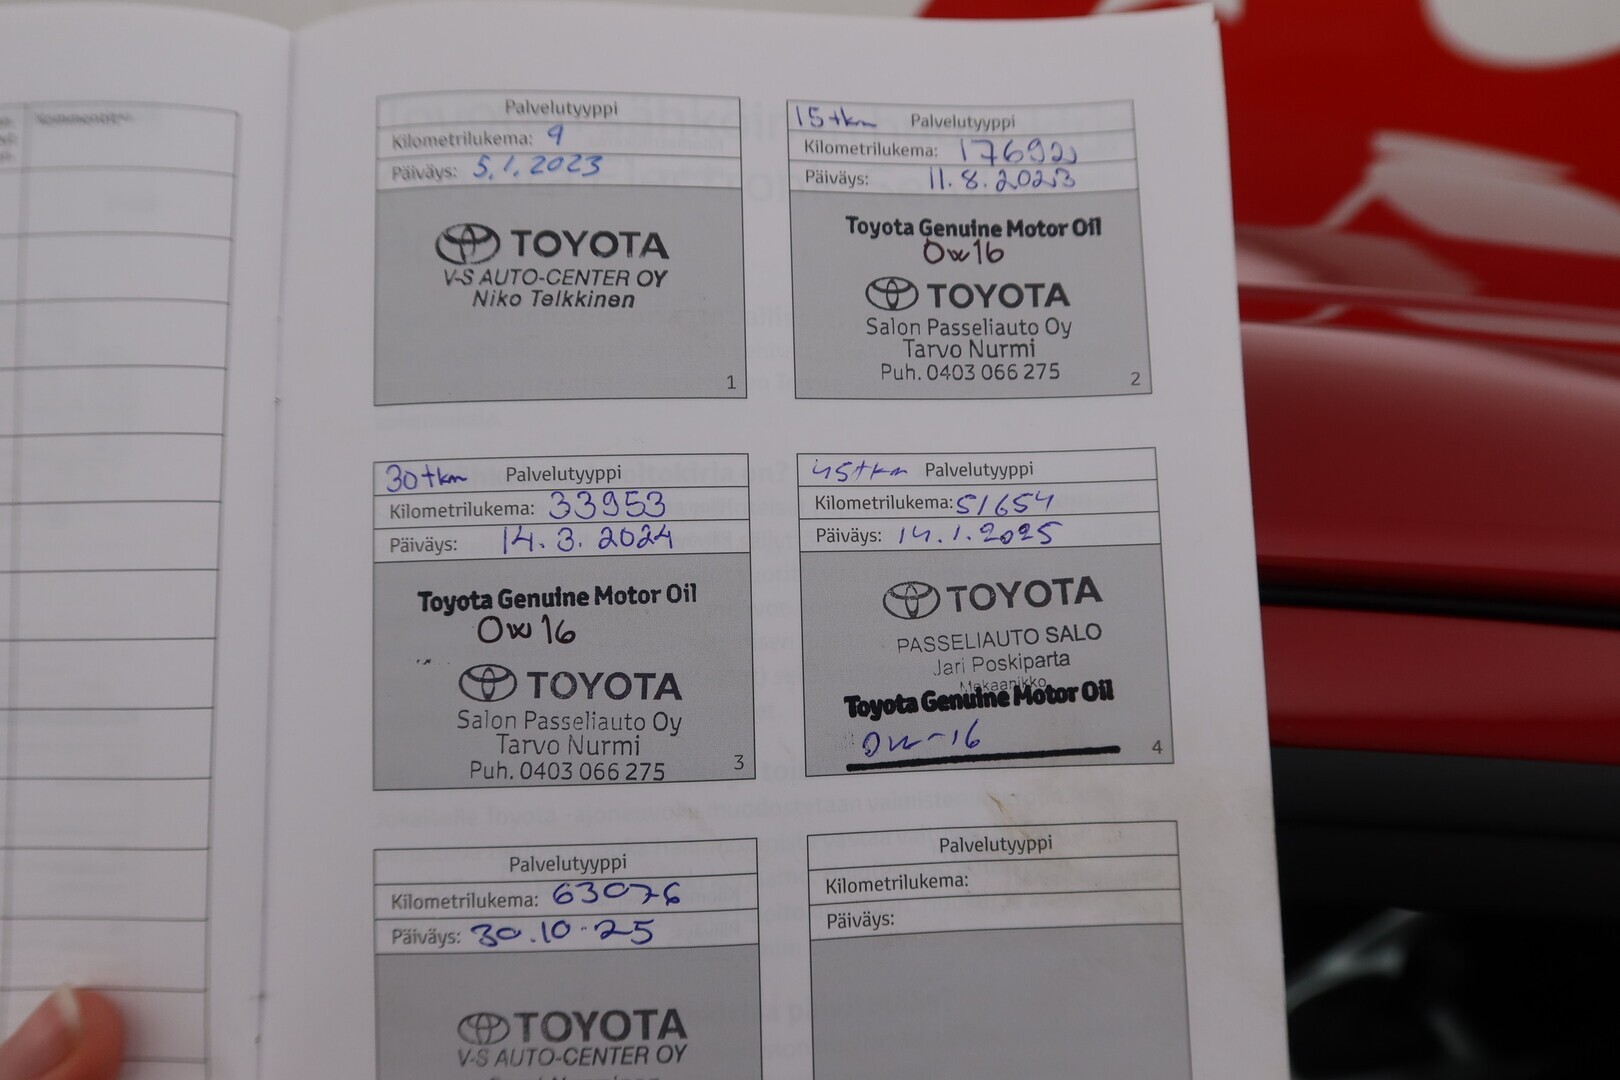 Palvelutyyppi
Kilometrilukema: 9
Päiväys: 5.1.2023
TOYOTA
V-S AUTO-CENTER OY
Niko Telkkinen
1
15tkm Palvelutyyppi
Kilometrilukema: 17692
Päiväys: 11.8.2023
Toyota Genuine Motor Oil
0w16
TOYOTA
Salon Passeliauto Oy
Tarvo Nurmi
Puh. 0403 066 275
2
30tkm Palvelutyyppi
Kilometrilukema: 33953
Päiväys: 14.3.2024
Toyota Genuine Motor Oil
0w16
TOYOTA
Salon Passeliauto Oy
Tarvo Nurmi
Puh. 0403 066 275
3
45tkm Palvelutyyppi
Kilometrilukema: 51654
Päiväys: 14.1.2025
TOYOTA
PASSELIAUTO SALO
Jari Poskiparta
Mekaanikko
Toyota Genuine Motor Oil
0w-16
4
Palvelutyyppi
Kilometrilukema: 63076
Päiväys: 30.10.25
TOYOTA
V-S AUTO-CENTER OY
Palvelutyyppi
Kilometrilukema:
Päiväys: